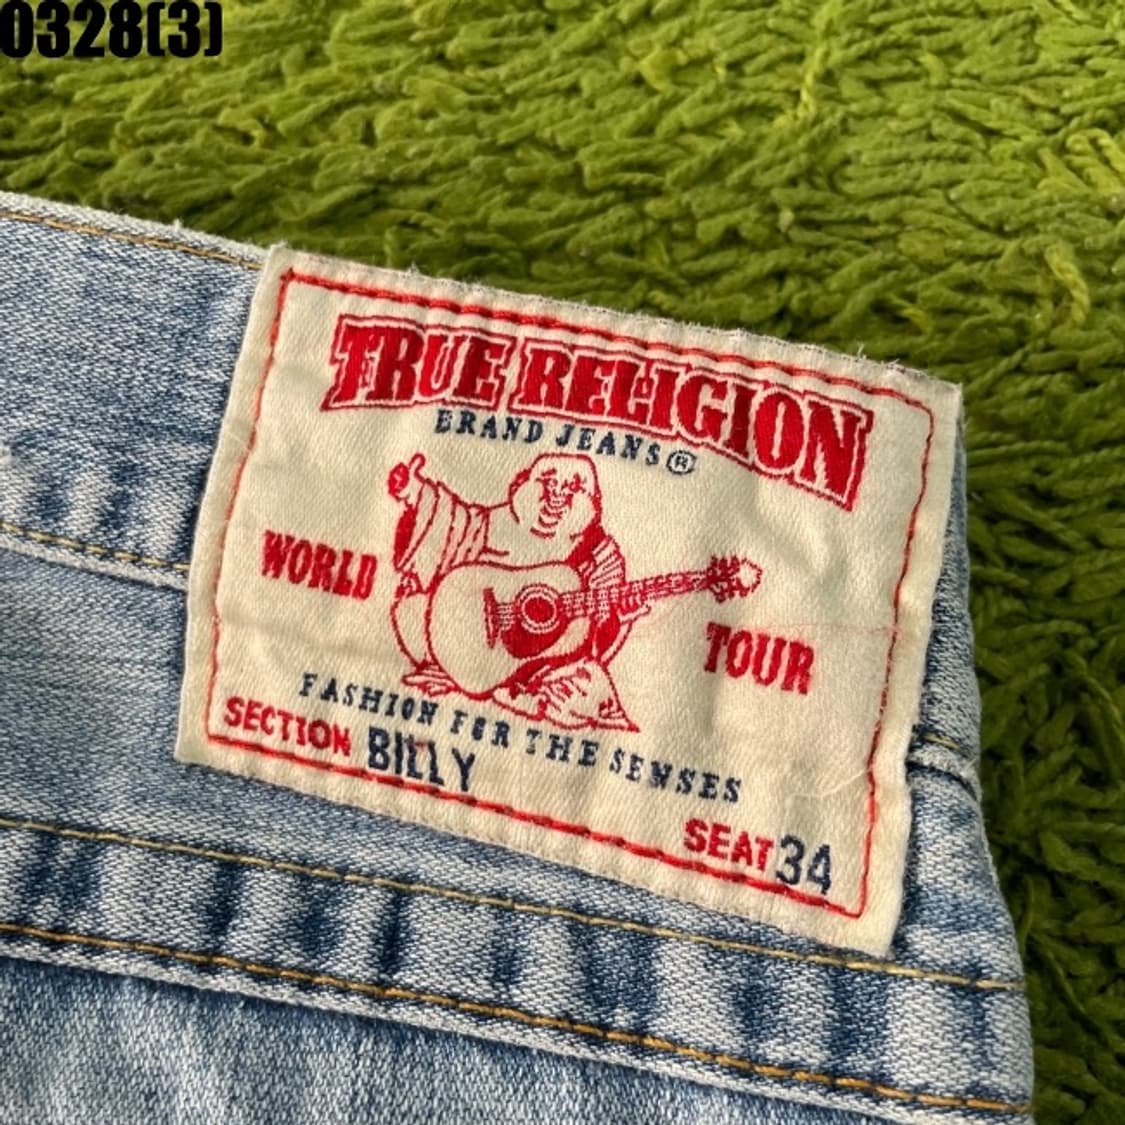 0328(3)
TRUE RELIGION
BRAND JEANS®
WORLD
TOUR
FASHION FOR THE SENSES
SECTION BILLY
SEAT 34